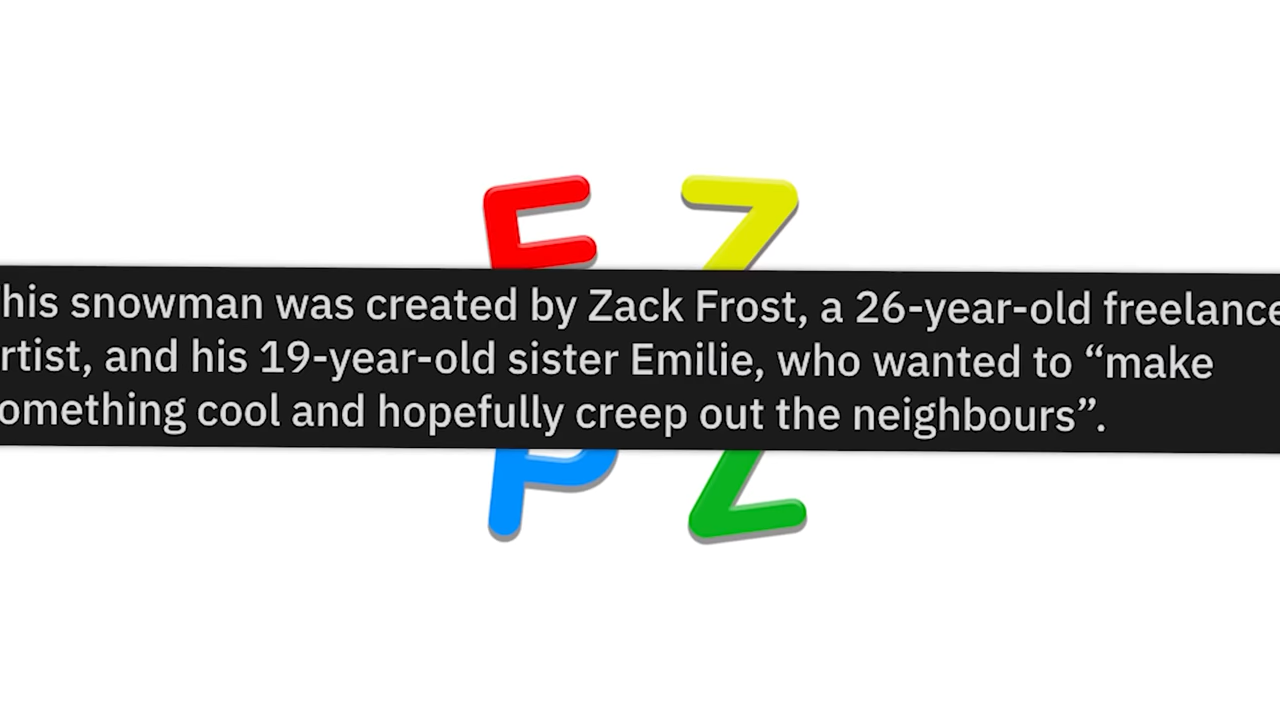 his snowman was created by Zack Frost, a 26-year-old freelance
rtist, and his 19-year-old sister Emilie, who wanted to “make
omething cool and hopefully creep out the neighbours”.